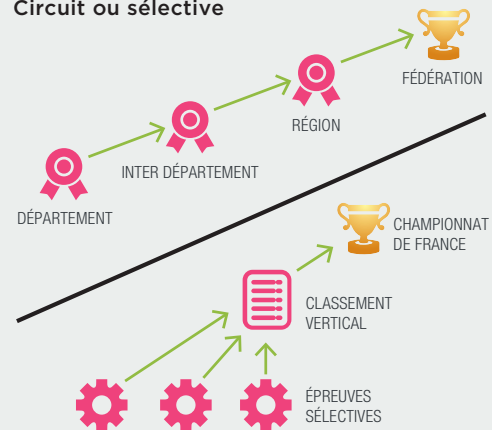 Circuit ou sélective
FÉDÉRATION
RÉGION
INTER DÉPARTEMENT
DÉPARTEMENT
CHAMPIONNAT
DE FRANCE
CLASSEMENT
VERTICAL
ÉPREUVES
SÉLECTIVES